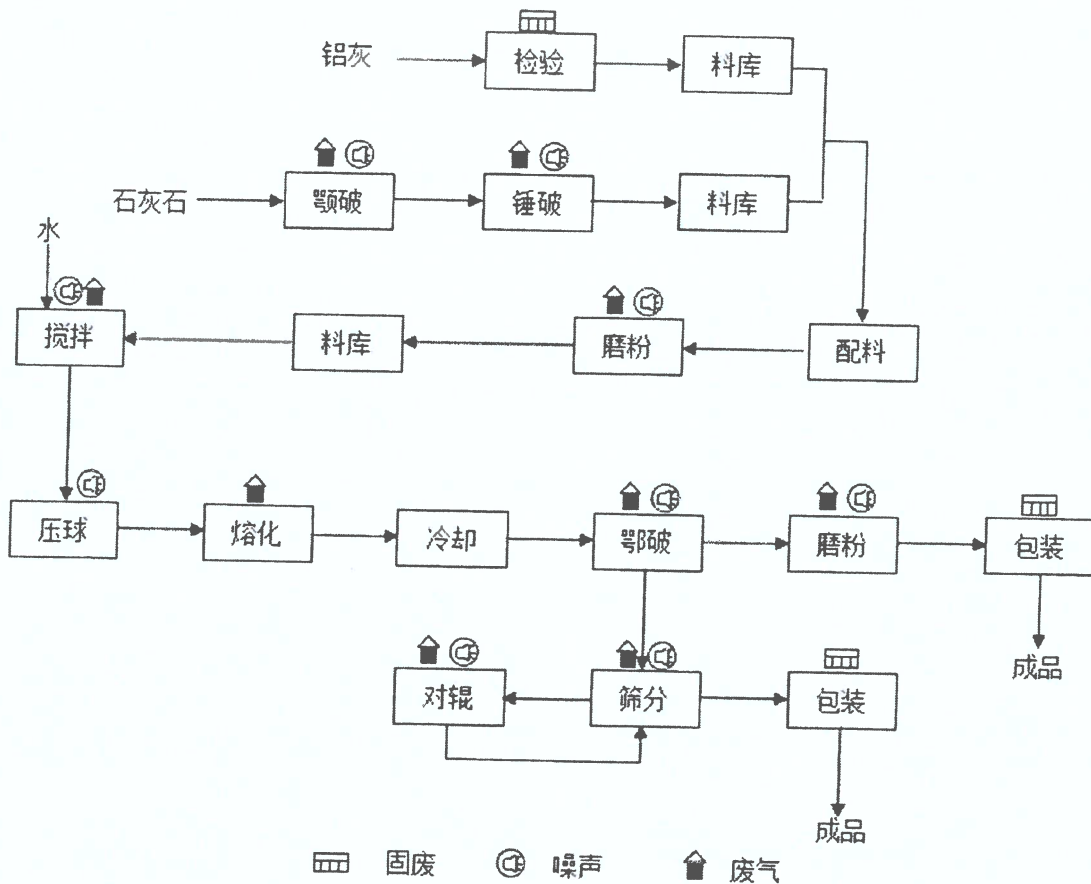 铝灰
检验
料库
石灰石
颚破
锤破
料库
水
搅拌
料库
磨粉
配料
压球
熔化
冷却
鄂破
磨粉
包装
成品
对辊
筛分
包装
成品
固废
噪声
废气